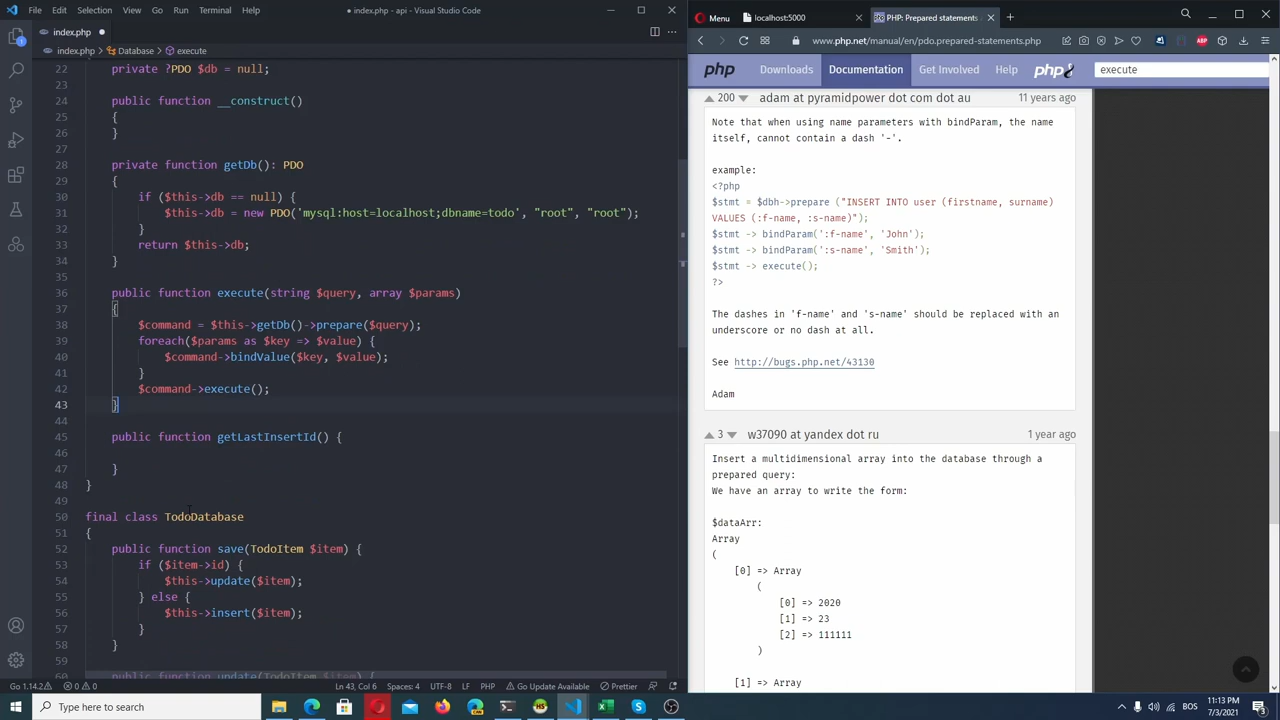 File Edit Selection View Go Run Terminal Help
● index.php - api - Visual Studio Code
index.php ●
index.php > Database > execute
22 private ?PDO $db = null;
23
24 public function __construct()
25 {
26 }
27
28 private function getDb(): PDO
29 {
30 if ($this->db == null) {
31 $this->db = new PDO('mysql:host=localhost;dbname=todo', "root", "root");
32 }
33 return $this->db;
34 }
35
36 public function execute(string $query, array $params)
37 {
38 $command = $this->getDb()->prepare($query);
39 foreach($params as $key => $value) {
40 $command->bindValue($key, $value);
41 }
42 $command->execute();
43 }
44
45 public function getLastInsertId() {
46
47 }
48 }
49
50 final class TodoDatabase
51 {
52 public function save(TodoItem $item) {
53 if ($item->id) {
54 $this->update($item);
55 } else {
56 $this->insert($item);
57 }
58 }
59
60 public function update(TodoItem $item) {
Go 1.14.2 0 0
Ln 43, Col 6 Spaces: 4 UTF-8 LF PHP Go Update Available Prettier
Menu
localhost:5000
PHP: Prepared statements
www.php.net/manual/en/pdo.prepared-statements.php
php Downloads Documentation Get Involved Help php8 execute
200 adam at pyramidpower dot com dot au 11 years ago
Note that when using name parameters with bindParam, the name
itself, cannot contain a dash '-'.
example:
<?php
$stmt = $dbh->prepare ("INSERT INTO user (firstname, surname)
VALUES (:f-name, :s-name)");
$stmt -> bindParam(':f-name', 'John');
$stmt -> bindParam(':s-name', 'Smith');
$stmt -> execute();
?>
The dashes in 'f-name' and 's-name' should be replaced with an
underscore or no dash at all.
See http://bugs.php.net/43130
Adam
3 w37090 at yandex dot ru 1 year ago
Insert a multidimensional array into the database through a
prepared query:
We have an array to write the form:
$dataArr:
Array
(
[0] => Array
(
[0] => 2020
[1] => 23
[2] => 111111
)
[1] => Array
Type here to search
BOS
11:13 PM
7/3/2021